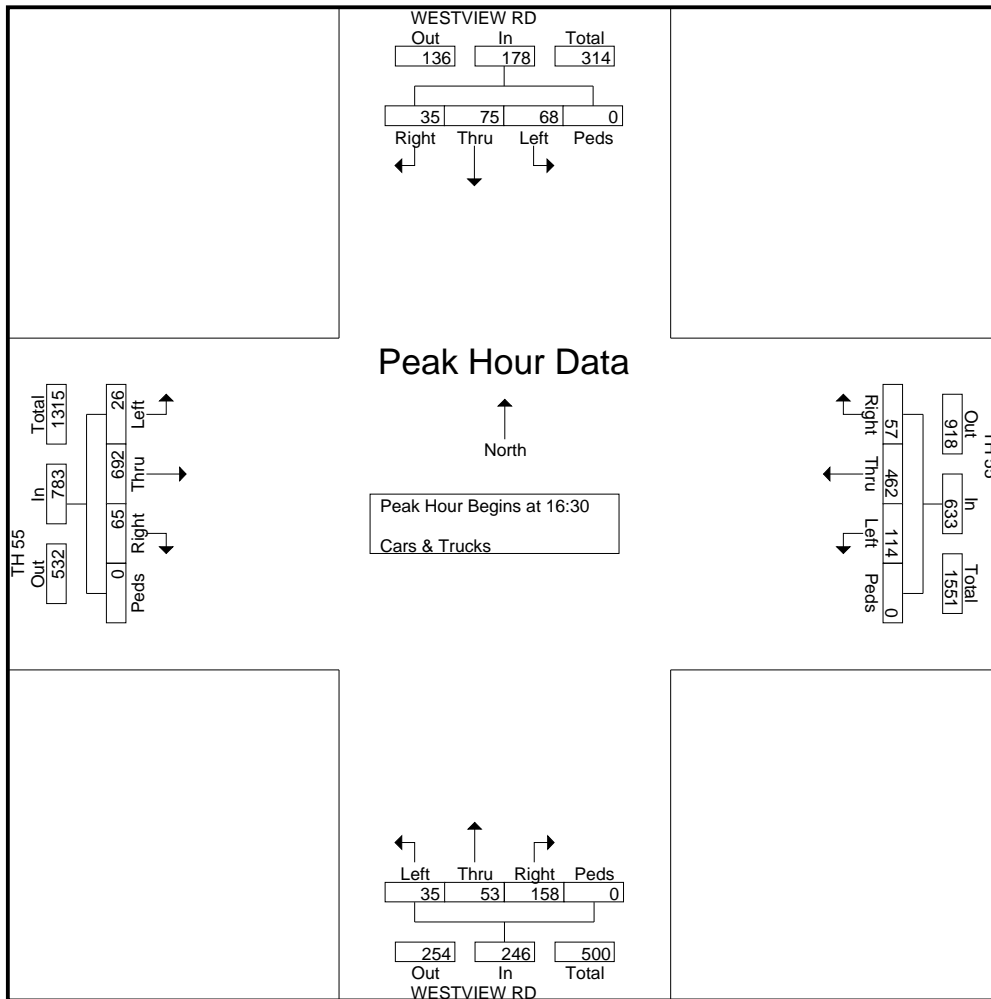 WESTVIEW RD
Out In Total
136 178 314
35 75 68 0
Right Thru Left Peds
Peak Hour Data
North
Peak Hour Begins at 16:30
Cars & Trucks
TH 55
Total In Out
1315 783 532
26 692 65 0
Left Thru Right Peds
Right Thru Left Peds
57 462 114 0
Out In Total
918 633 1551
TH 55
Left Thru Right Peds
35 53 158 0
254 246 500
Out In Total
WESTVIEW RD